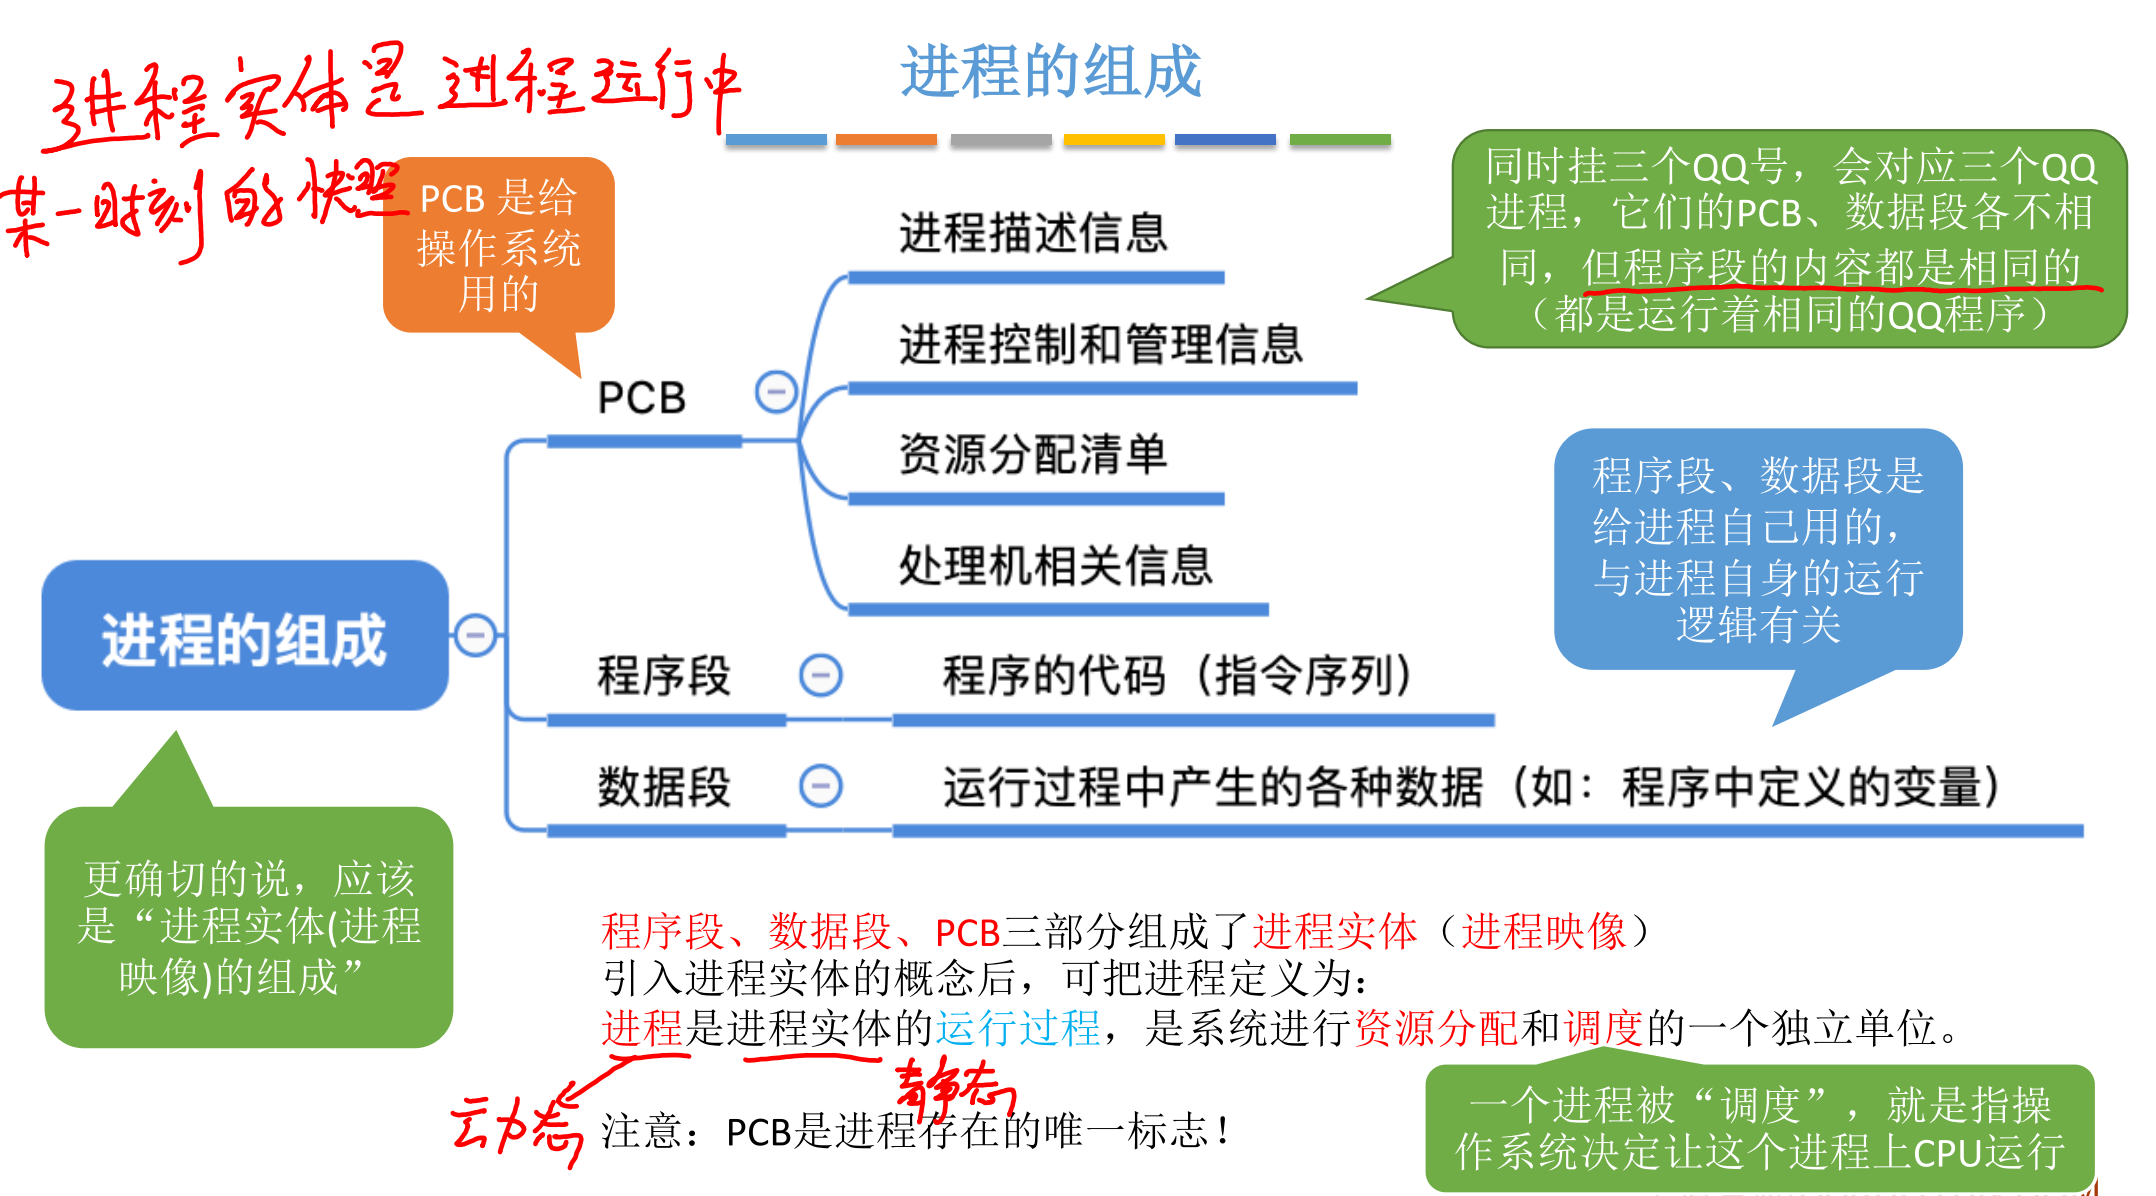 进程的组成
进程实体是进程运行中
某一时刻的快照
PCB 是给
操作系统
用的
同时挂三个QQ号，会对应三个QQ
进程，它们的PCB、数据段各不相
同，但程序段的内容都是相同的
（都是运行着相同的QQ程序）
进程描述信息
进程控制和管理信息
PCB
资源分配清单
处理机相关信息
程序段、数据段是
给进程自己用的，
与进程自身的运行
逻辑有关
进程的组成
程序段
程序的代码（指令序列）
数据段
运行过程中产生的各种数据（如：程序中定义的变量）
更确切的说，应该
是“进程实体(进程
映像)的组成”
程序段、数据段、PCB三部分组成了进程实体（进程映像）
引入进程实体的概念后，可把进程定义为：
进程是进程实体的运行过程，是系统进行资源分配和调度的一个独立单位。
动态
静态
注意：PCB是进程存在的唯一标志！
一个进程被“调度”，就是指操
作系统决定让这个进程上CPU运行